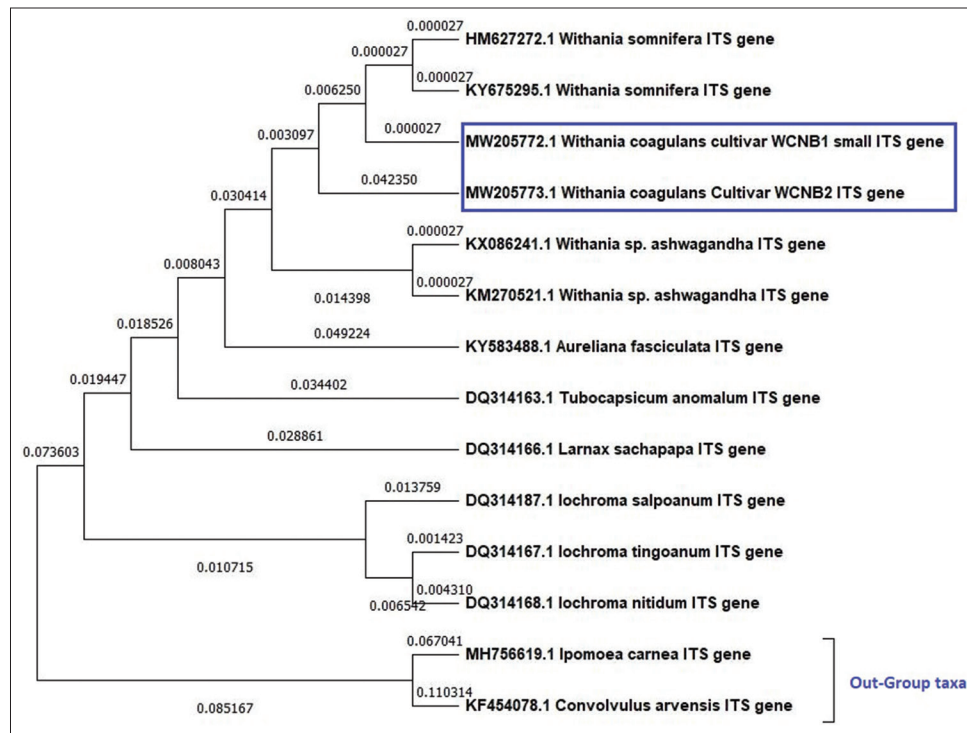 0.000027
HM627272.1 Withania somnifera ITS gene
0.000027
0.000027
KY675295.1 Withania somnifera ITS gene
0.006250
0.000027
MW205772.1 Withania coagulans cultivar WCNB1 small ITS gene
0.003097
0.042350
MW205773.1 Withania coagulans Cultivar WCNB2 ITS gene
0.030414
0.000027
KX086241.1 Withania sp. ashwagandha ITS gene
0.008043
0.000027
KM270521.1 Withania sp. ashwagandha ITS gene
0.014398
0.018526
0.049224
KY583488.1 Aureliana fasciculata ITS gene
0.019447
0.034402
DQ314163.1 Tubocapsicum anomalum ITS gene
0.073603
0.028861
DQ314166.1 Larnax sachapapa ITS gene
0.013759
DQ314187.1 Iochroma salpoanum ITS gene
0.001423
DQ314167.1 Iochroma tingoanum ITS gene
0.010715
0.004310
0.006542
DQ314168.1 Iochroma nitidum ITS gene
0.067041
MH756619.1 Ipomoea carnea ITS gene
Out-Group taxa
0.110314
KF454078.1 Convolvulus arvensis ITS gene
0.085167